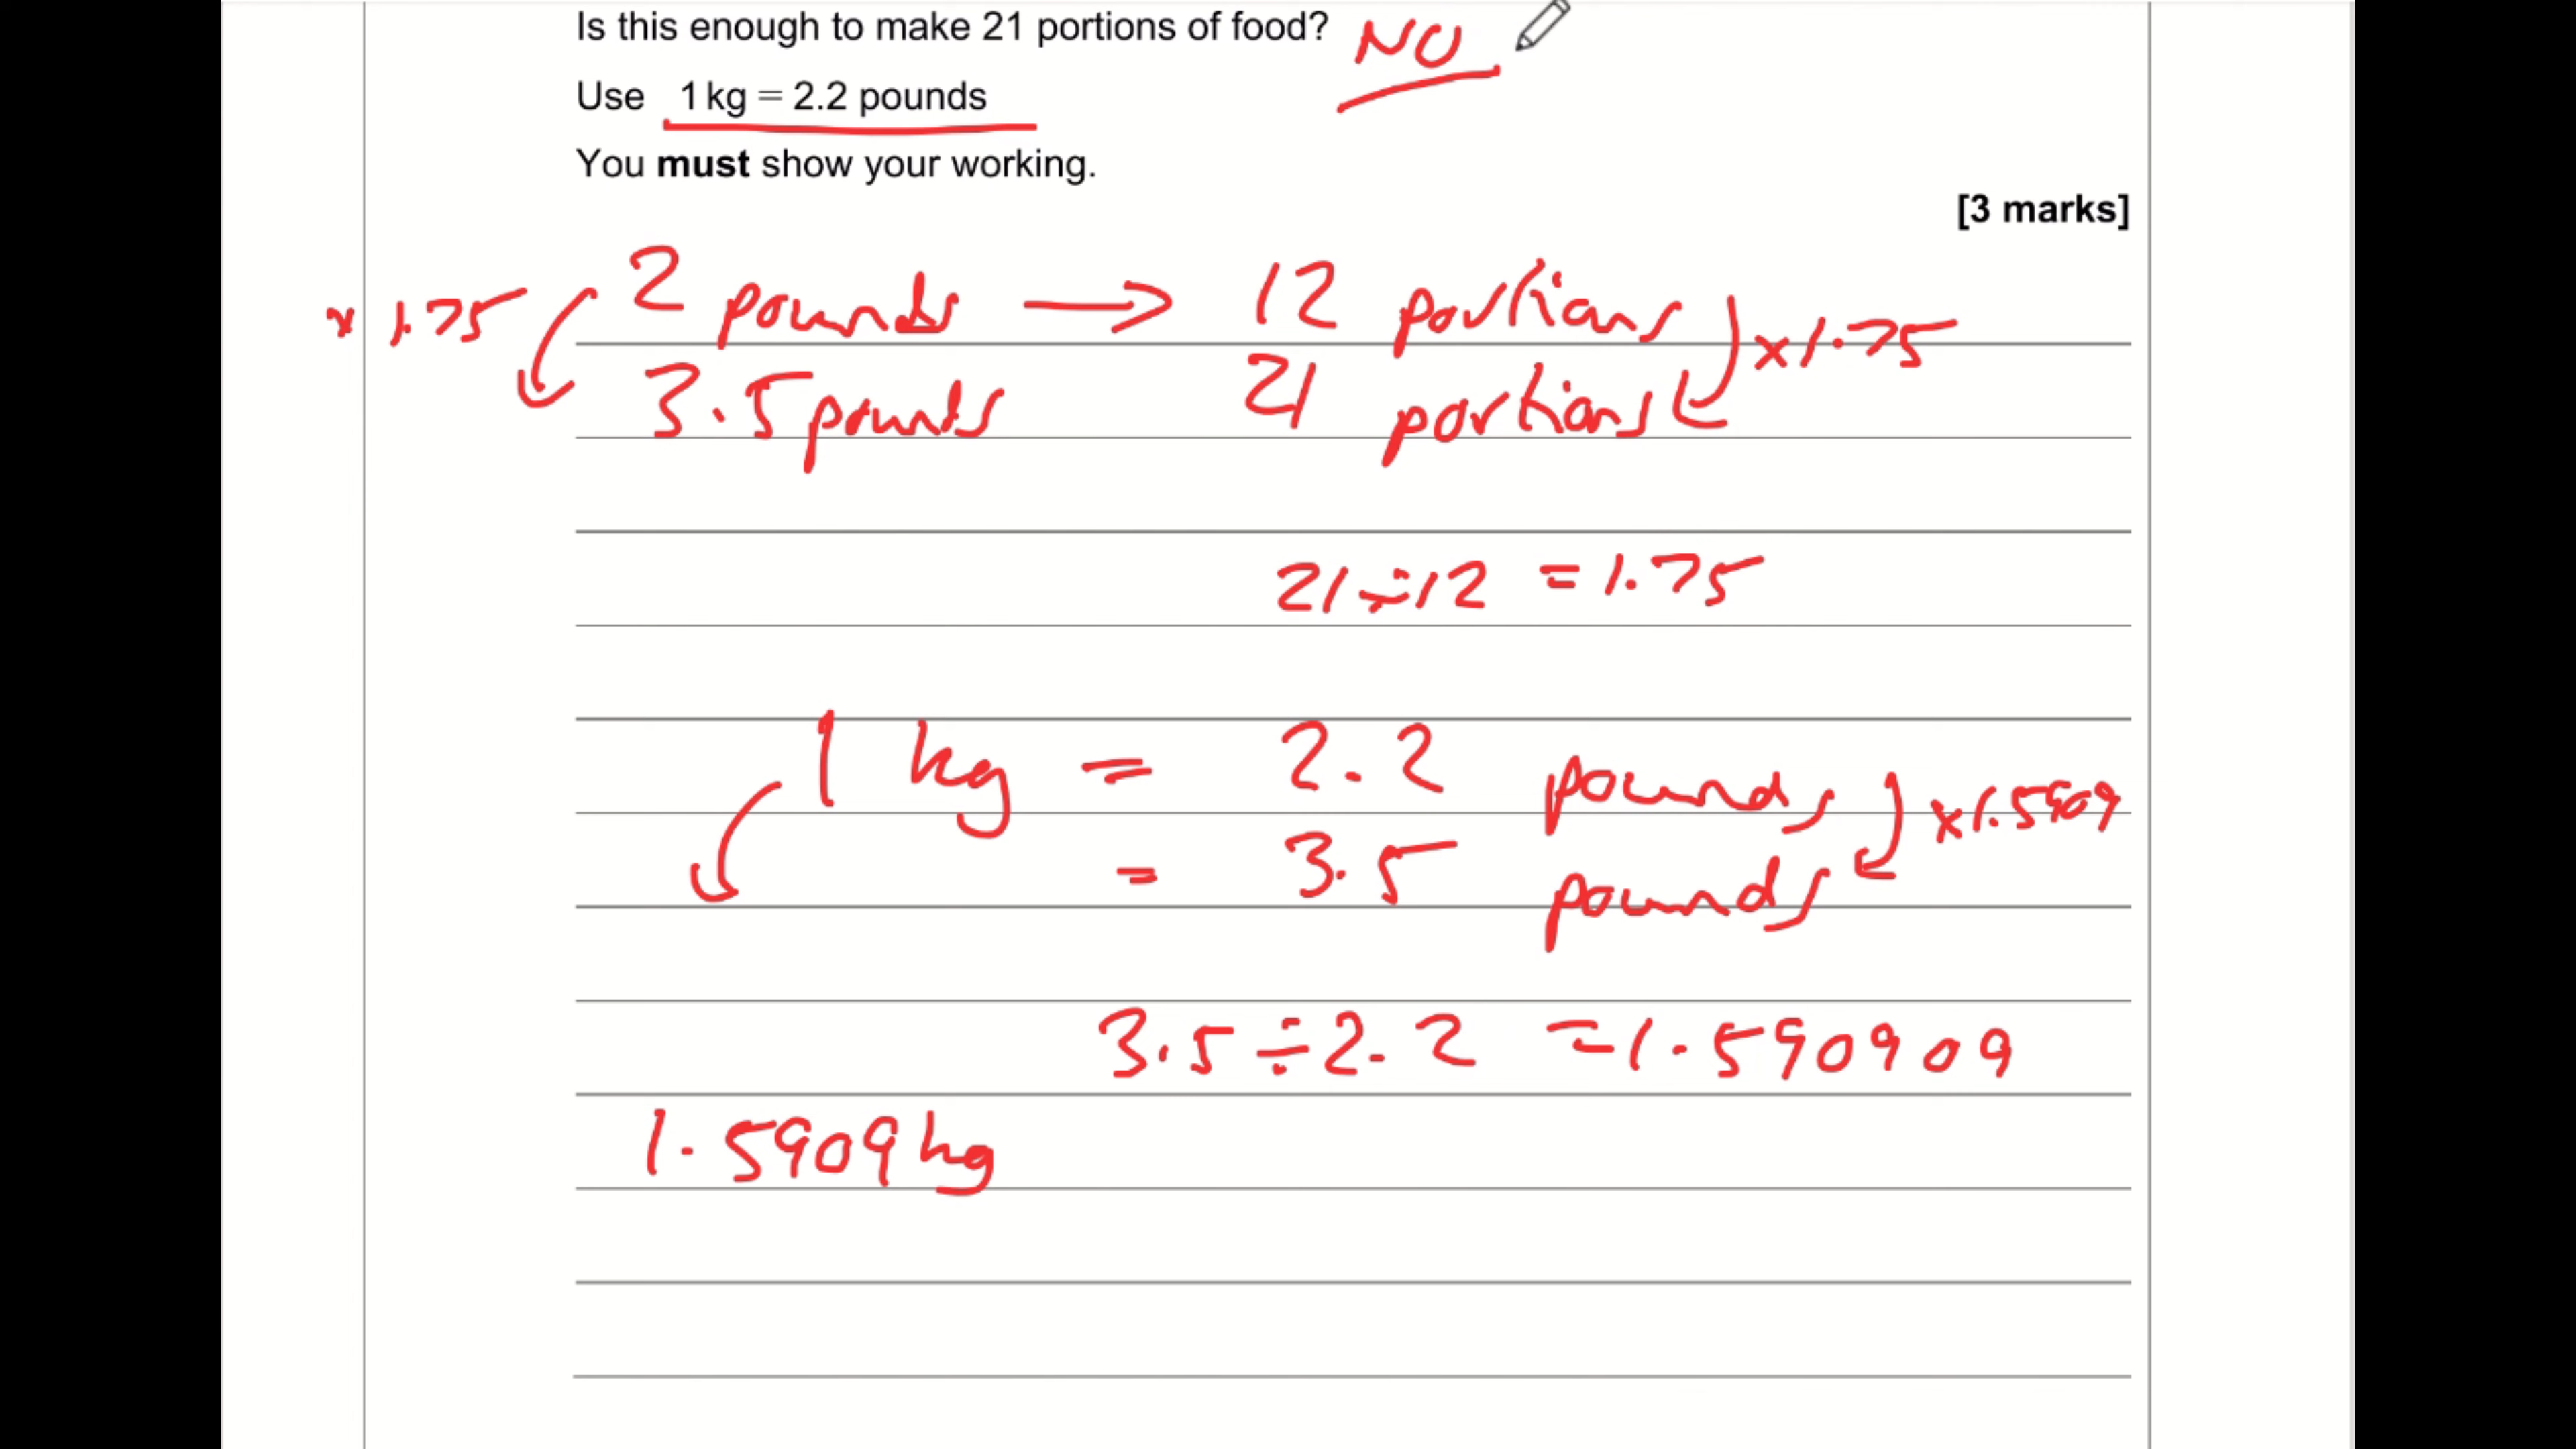 Is this enough to make 21 portions of food? NO
Use 1 kg = 2.2 pounds
You must show your working.
[3 marks]
× 1.75 2 pounds → 12 portions × 1.75
3.5 pounds 21 portions
21 ÷ 12 = 1.75
1 kg = 2.2 pounds × 1.5909
= 3.5 pounds
3.5 ÷ 2.2 = 1.590909
1.5909 kg